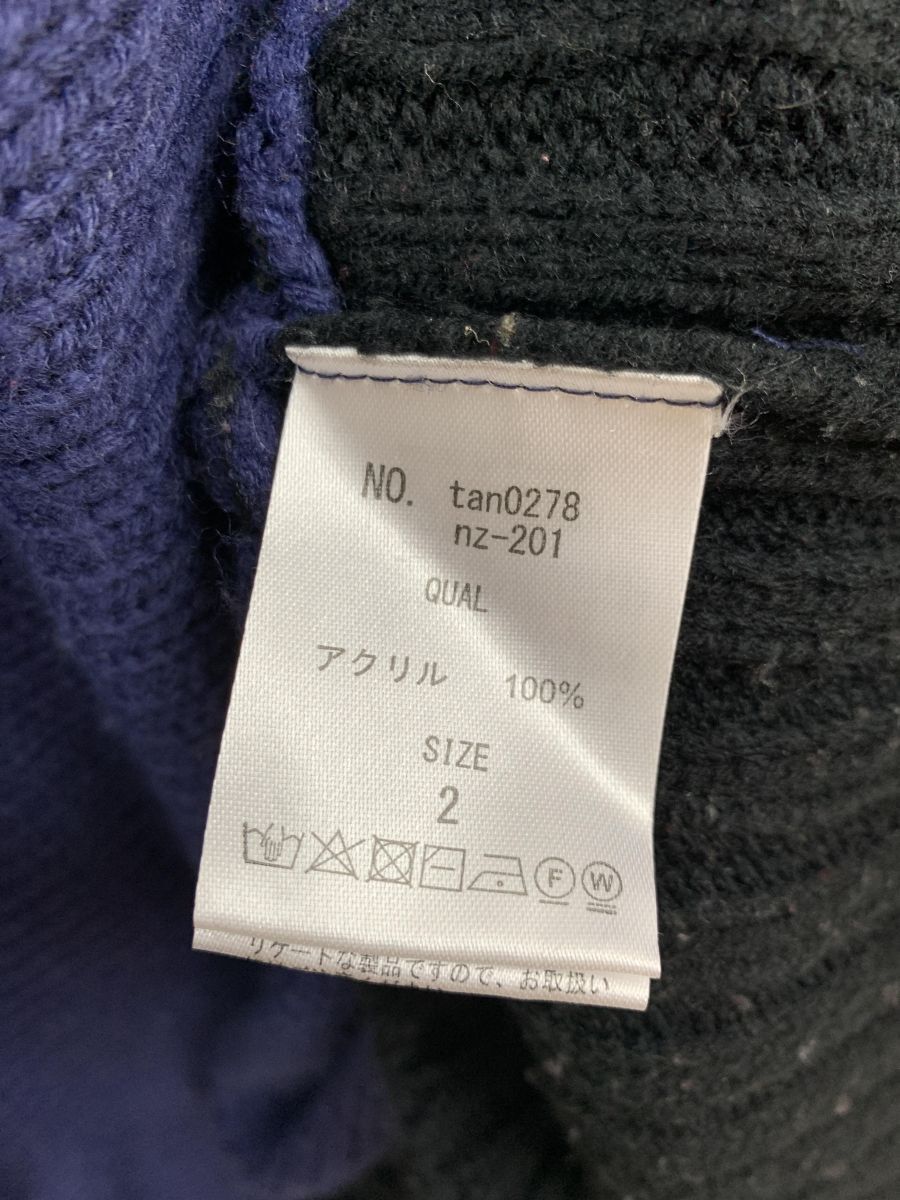 NO. tan0278
nz-201
QUAL
アクリル 100%
SIZE
2
F W
リケートな製品ですので、お取扱い